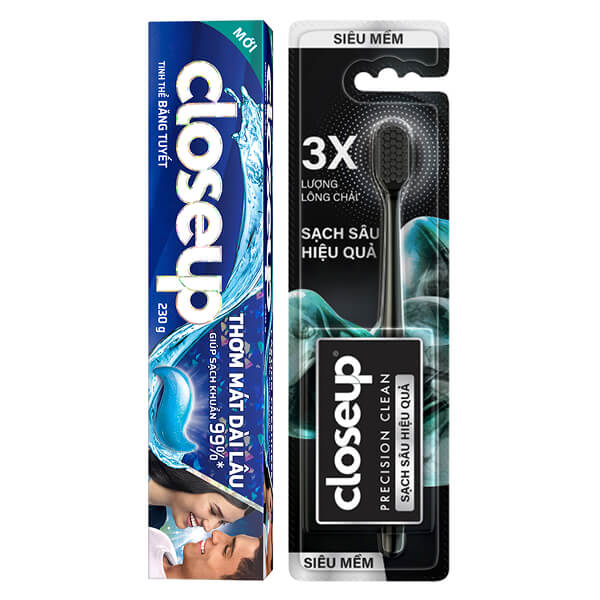 MỚI
closeup
TINH THỂ BĂNG TUYẾT
230 g
THƠM MÁT DÀI LÂU
GIÚP SẠCH KHUẨN 99%*
closeup
SIÊU MỀM
3X
LƯỢNG
LÔNG CHẢI*
SẠCH SÂU
HIỆU QUẢ
closeup®
PRECISION CLEAN
SẠCH SÂU HIỆU QUẢ
SIÊU MỀM